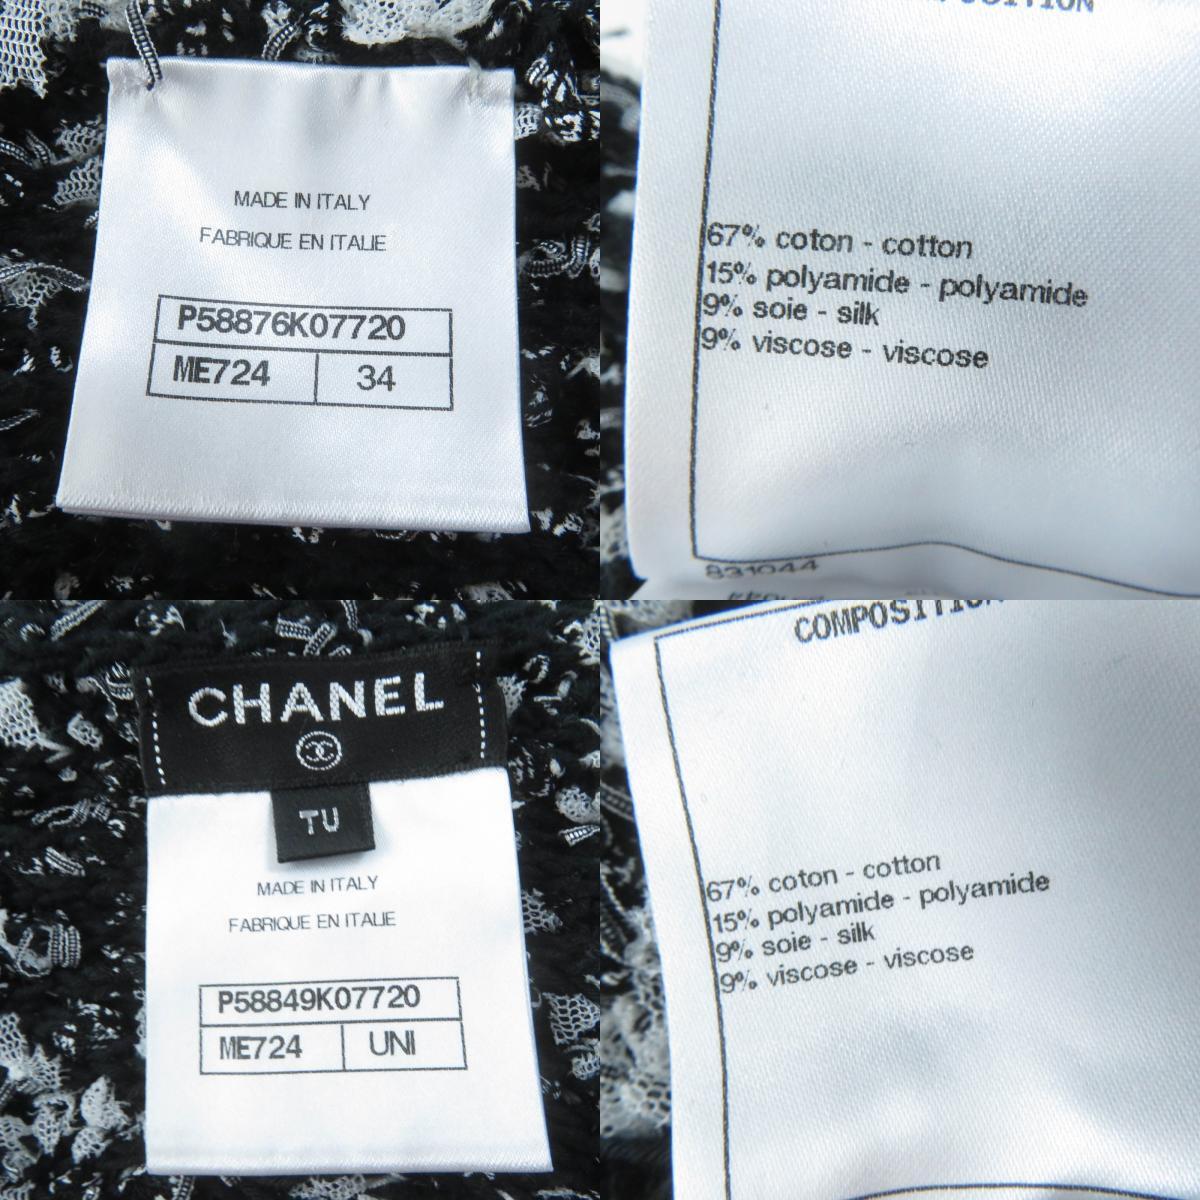 MADE IN ITALY
FABRIQUE EN ITALIE
P58876K07720
ME724 34
67% coton - cotton
15% polyamide - polyamide
9% soie - silk
9% viscose - viscose
831044
CHANEL
TU
MADE IN ITALY
FABRIQUE EN ITALIE
P58849K07720
ME724 UNI
COMPOSITION
67% coton - cotton
15% polyamide - polyamide
9% soie - silk
9% viscose - viscose